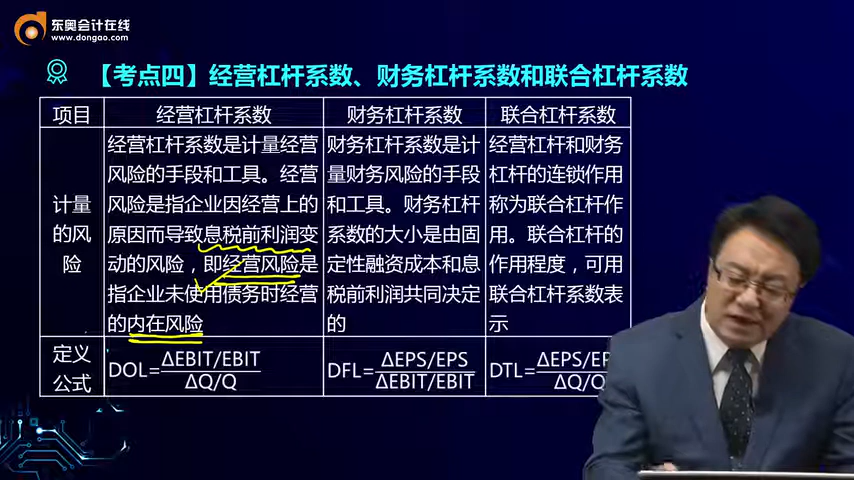 东奥会计在线
www.dongao.com
【考点四】经营杠杆系数、财务杠杆系数和联合杠杆系数
项目
经营杠杆系数
财务杠杆系数
联合杠杆系数
计量
的风
险
经营杠杆系数是计量经营
风险的手段和工具。经营
风险是指企业因经营上的
原因而导致息税前利润变
动的风险，即经营风险是
指企业未使用债务时经营
的内在风险
财务杠杆系数是计
量财务风险的手段
和工具。财务杠杆
系数的大小是由固
定性融资成本和息
税前利润共同决定
的
经营杠杆和财务
杠杆的连锁作用
称为联合杠杆作
用。联合杠杆的
作用程度，可用
联合杠杆系数表
示
定义
公式
DOL=ΔEBIT/EBIT
ΔQ/Q
DFL=ΔEPS/EPS
ΔEBIT/EBIT
DTL=ΔEPS/EP
ΔQ/Q